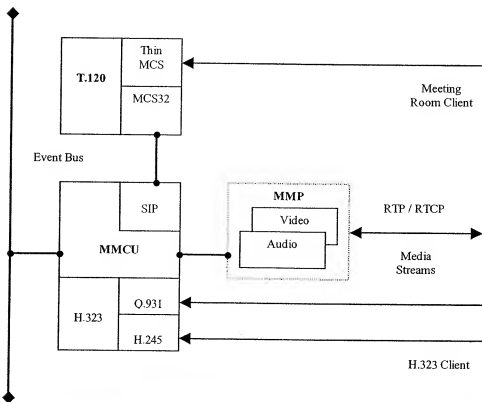 Thin
MCS
T.120
MCS32
Meeting
Room Client
Event Bus
SIP
MMP
Video
Audio
RTP / RTCP
MMCU
Media
Streams
H.323
Q.931
H.245
H.323 Client